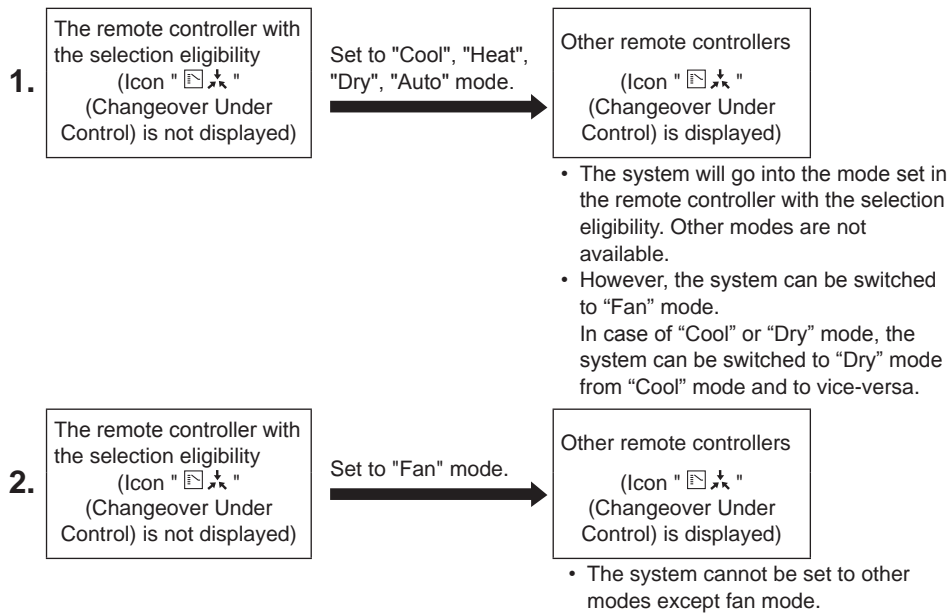 1.
The remote controller with
the selection eligibility
(Icon "  "
(Changeover Under
Control) is not displayed)
Set to "Cool", "Heat",
"Dry", "Auto" mode.
Other remote controllers
(Icon "  "
(Changeover Under
Control) is displayed)
• The system will go into the mode set in
the remote controller with the selection
eligibility. Other modes are not
available.
• However, the system can be switched
to “Fan” mode.
In case of “Cool” or “Dry” mode, the
system can be switched to “Dry” mode
from “Cool” mode and to vice-versa.
2.
The remote controller with
the selection eligibility
(Icon "  "
(Changeover Under
Control) is not displayed)
Set to "Fan" mode.
Other remote controllers
(Icon "  "
(Changeover Under
Control) is displayed)
• The system cannot be set to other
modes except fan mode.